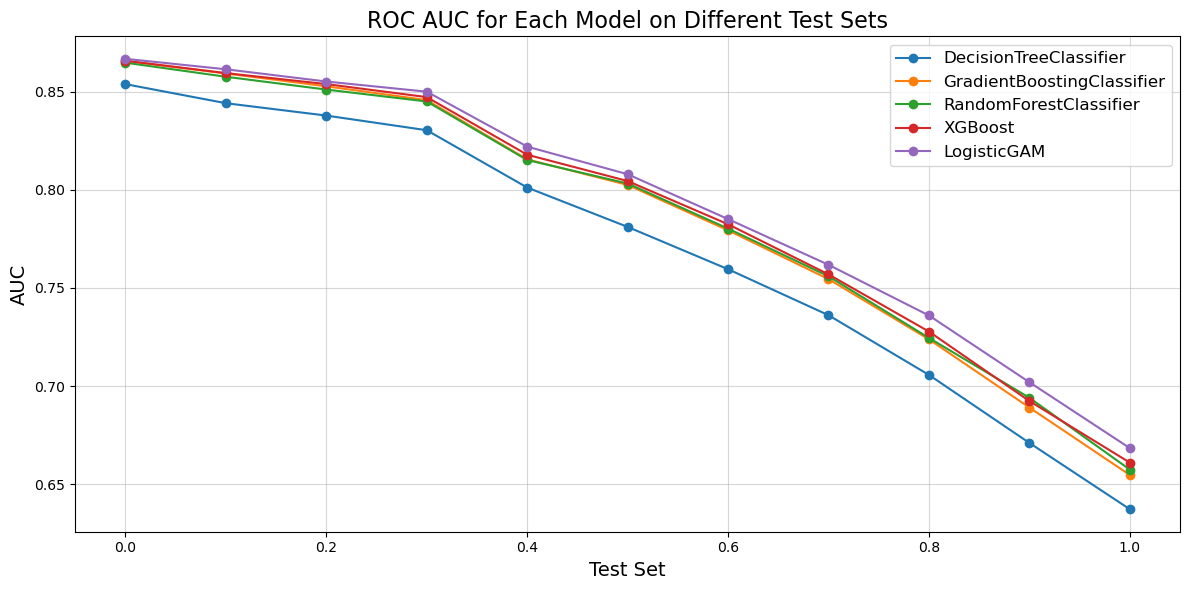 ROC AUC for Each Model on Different Test Sets
DecisionTreeClassifier
GradientBoostingClassifier
RandomForestClassifier
XGBoost
LogisticGAM
AUC
0.85
0.80
0.75
0.70
0.65
0.0 0.2 0.4 0.6 0.8 1.0
Test Set